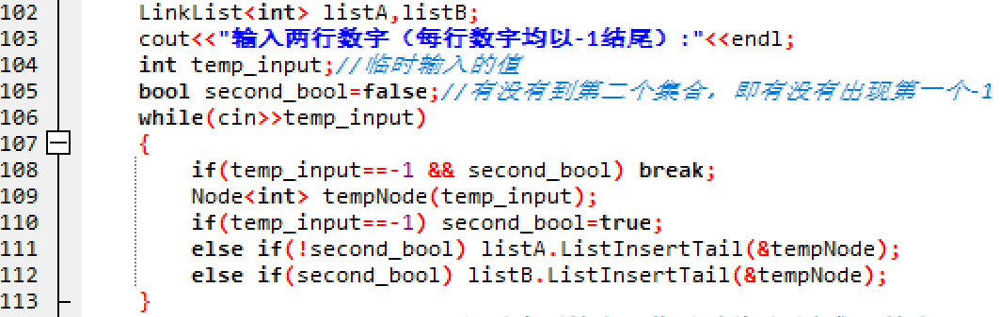 102 LinkList<int> listA,listB;
103 cout<<"输入两行数字（每行数字均以-1结尾）:"<<endl;
104 int temp_input;//临时输入的值
105 bool second_bool=false;//有没有到第二个集合，即有没有出现第一个-1
106 while(cin>>temp_input)
107 {
108 if(temp_input==-1 && second_bool) break;
109 Node<int> tempNode(temp_input);
110 if(temp_input==-1) second_bool=true;
111 else if(!second_bool) listA.ListInsertTail(&tempNode);
112 else if(second_bool) listB.ListInsertTail(&tempNode);
113 }